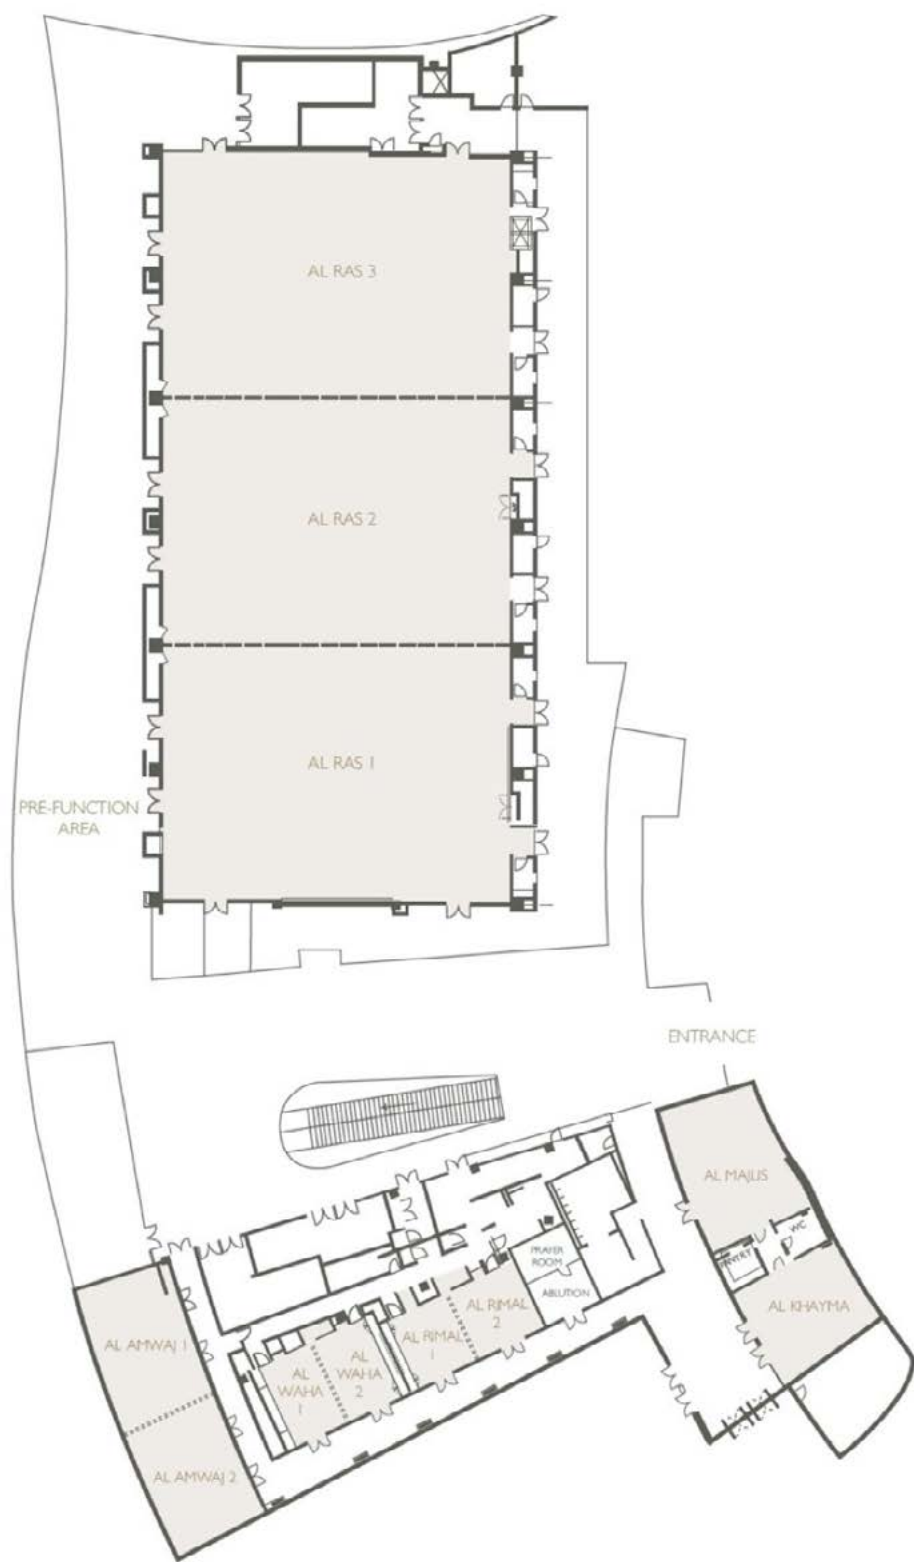 AL RAS 3
AL RAS 2
AL RAS 1
PRE-FUNCTION
AREA
ENTRANCE
AL MAJLIS
WC
PANTRY
AL KHAYMA
PRAYER
ROOM
ABLUTION
AL RIMAL
2
AL RIMAL
1
AL
WAHA
2
AL
WAHA
1
AL AMWAJ 1
AL AMWAJ 2